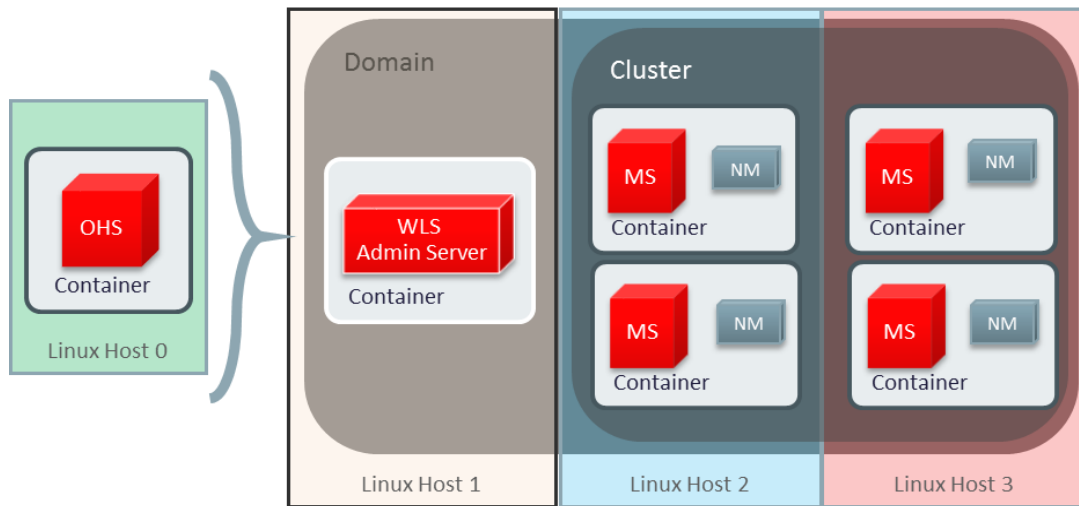 OHS
Container
Linux Host 0
Domain
WLS
Admin Server
Container
Linux Host 1
Cluster
MS
NM
Container
MS
NM
Container
Linux Host 2
MS
NM
Container
MS
NM
Container
Linux Host 3